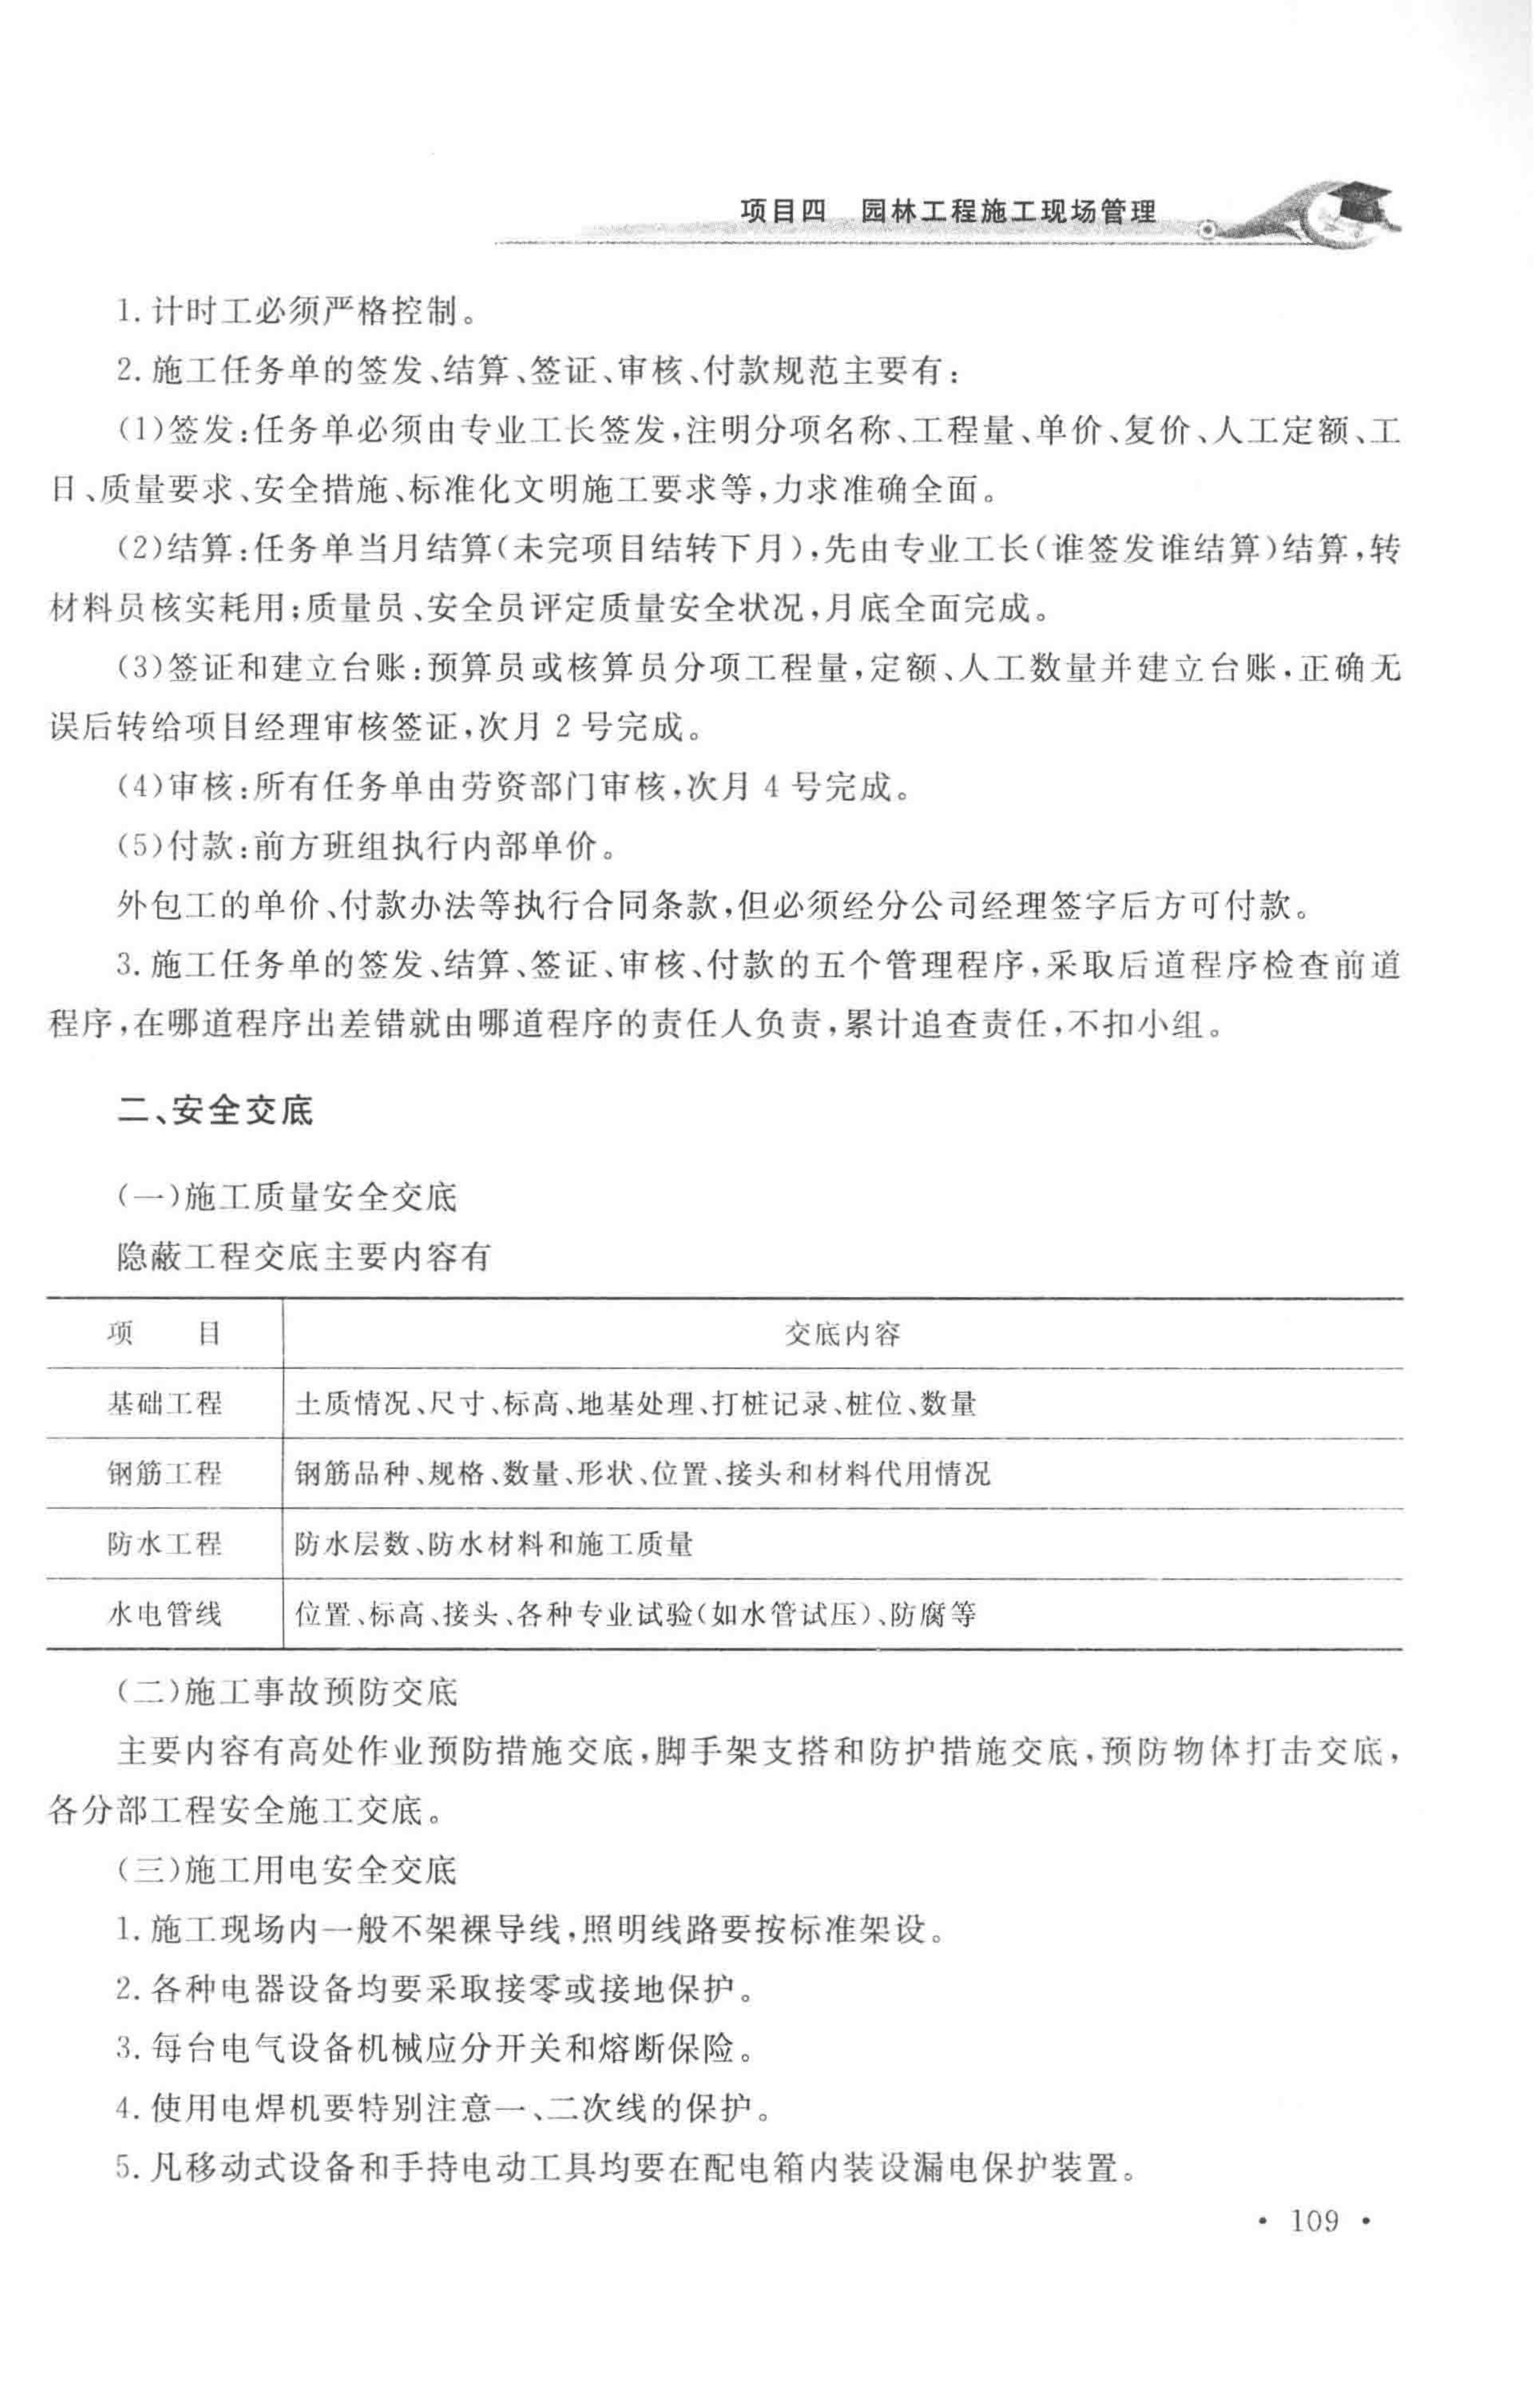 项目四　园林工程施工现场管理
1. 计时工必须严格控制。
2. 施工任务单的签发、结算、签证、审核、付款规范主要有：
(1)签发：任务单必须由专业工长签发，注明分项名称、工程量、单价、复价、人工定额、工
日、质量要求、安全措施、标准化文明施工要求等，力求准确全面。
(2)结算：任务单当月结算(未完项目结转下月)，先由专业工长(谁签发谁结算)结算，转
材料员核实耗用；质量员、安全员评定质量安全状况，月底全面完成。
(3)签证和建立台账：预算员或核算员分项工程量，定额、人工数量并建立台账，正确无
误后转给项目经理审核签证，次月 2 号完成。
(4)审核：所有任务单由劳资部门审核，次月 4 号完成。
(5)付款：前方班组执行内部单价。
外包工的单价、付款办法等执行合同条款，但必须经分公司经理签字后方可付款。
3. 施工任务单的签发、结算、签证、审核、付款的五个管理程序，采取后道程序检查前道
程序，在哪道程序出差错就由哪道程序的责任人负责，累计追查责任，不扣小组。
二、安全交底
(一)施工质量安全交底
隐蔽工程交底主要内容有
项　目　交底内容
基础工程　土质情况、尺寸、标高、地基处理、打桩记录、桩位、数量
钢筋工程　钢筋品种、规格、数量、形状、位置、接头和材料代用情况
防水工程　防水层数、防水材料和施工质量
水电管线　位置、标高、接头、各种专业试验(如水管试压)、防腐等
(二)施工事故预防交底
主要内容有高处作业预防措施交底，脚手架支搭和防护措施交底，预防物体打击交底，
各分部工程安全施工交底。
(三)施工用电安全交底
1. 施工现场内一般不架裸导线，照明线路要按标准架设。
2. 各种电器设备均要采取接零或接地保护。
3. 每台电气设备机械应分开关和熔断保险。
4. 使用电焊机要特别注意一、二次线的保护。
5. 凡移动式设备和手持电动工具均要在配电箱内装设漏电保护装置。
• 109 •